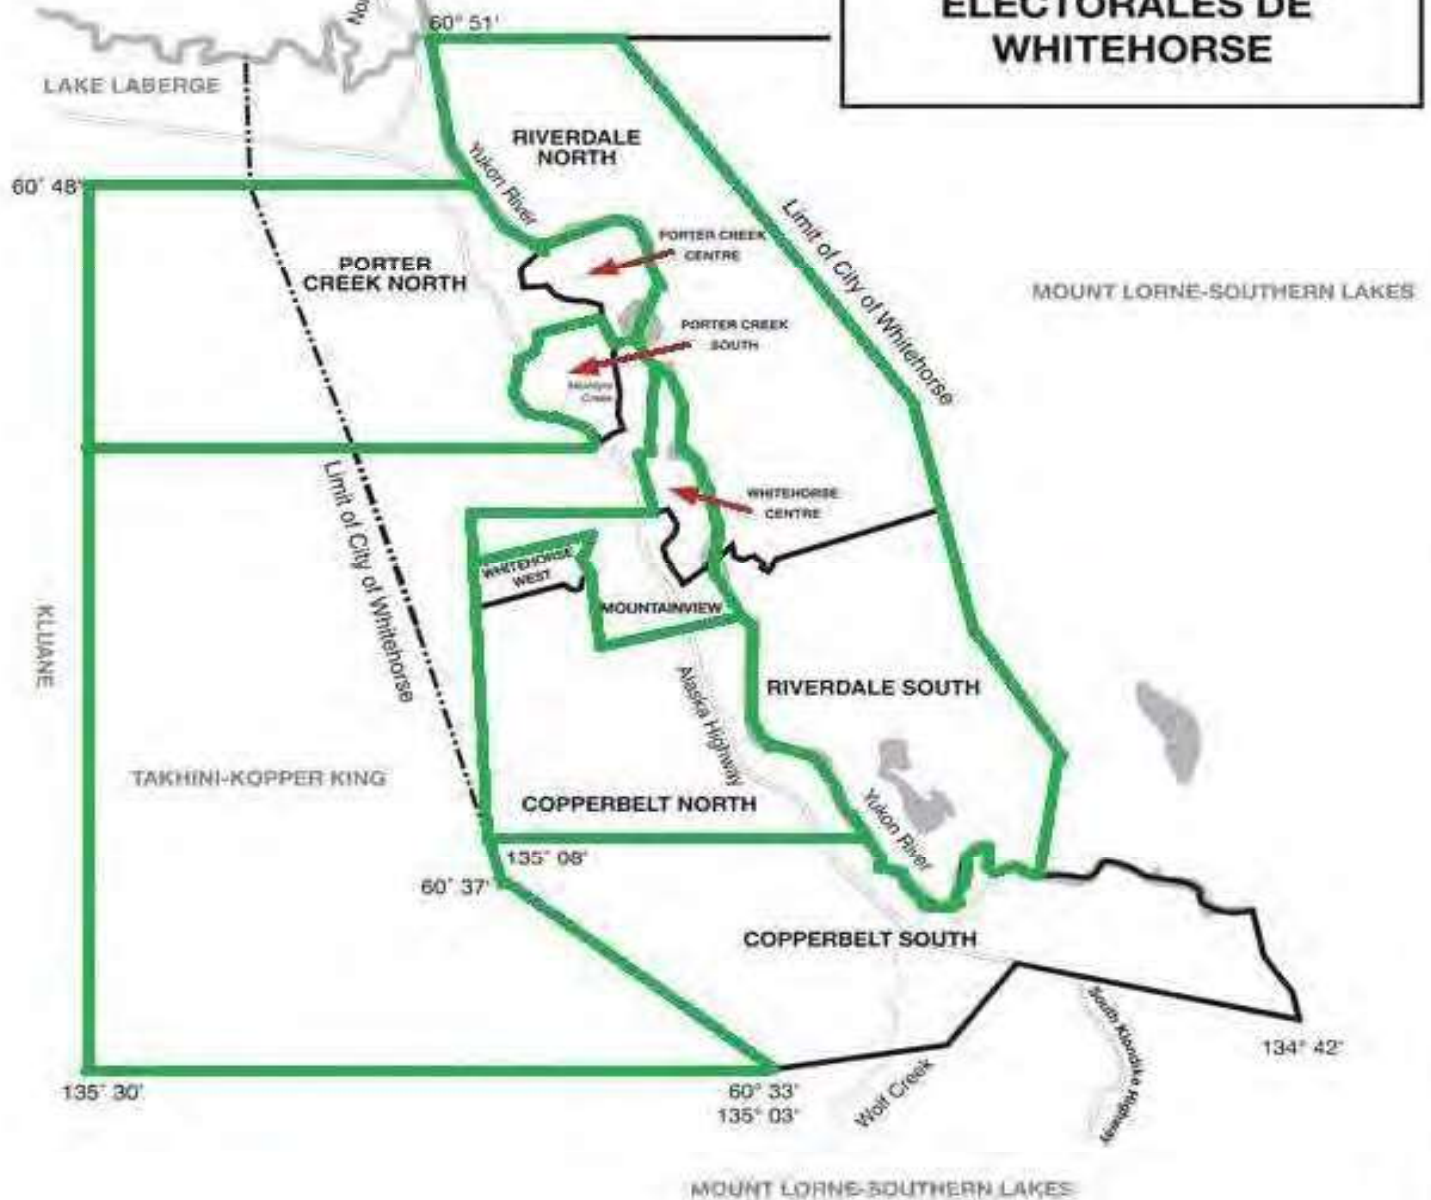 ÉLECTORALES DE
WHITEHORSE
60° 51'
LAKE LABERGE
RIVERDALE
NORTH
Yukon River
60° 48'
Limit of City of Whitehorse
PORTER CREEK
CENTRE
PORTER
CREEK NORTH
MOUNT LORNE-SOUTHERN LAKES
PORTER CREEK
SOUTH
McIntyre
Creek
Limit of City of Whitehorse
WHITEHORSE
CENTRE
WHITEHORSE
WEST
MOUNTAINVIEW
KLUANE
Alaska Highway
RIVERDALE SOUTH
TAKHINI-KOPPER KING
COPPERBELT NORTH
Yukon River
135° 08'
60° 37'
COPPERBELT SOUTH
South Klondike Highway
134° 42'
135° 30'
60° 33'
135° 03'
Wolf Creek
MOUNT LORNE-SOUTHERN LAKES